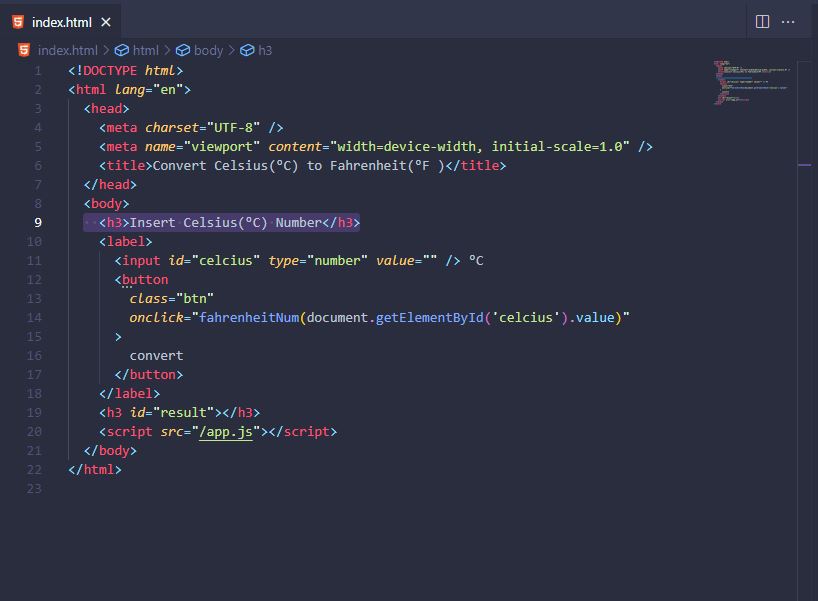 index.html
index.html > html > body > h3
1 <!DOCTYPE html>
2 <html lang="en">
3 <head>
4 <meta charset="UTF-8" />
5 <meta name="viewport" content="width=device-width, initial-scale=1.0" />
6 <title>Convert Celsius(ºC) to Fahrenheit(ºF )</title>
7 </head>
8 <body>
9 <h3>Insert Celsius(ºC) Number</h3>
10 <label>
11 <input id="celcius" type="number" value="" /> ºC
12 <button
13 class="btn"
14 onclick="fahrenheitNum(document.getElementById('celcius').value)"
15 >
16 convert
17 </button>
18 </label>
19 <h3 id="result"></h3>
20 <script src="/app.js"></script>
21 </body>
22 </html>
23